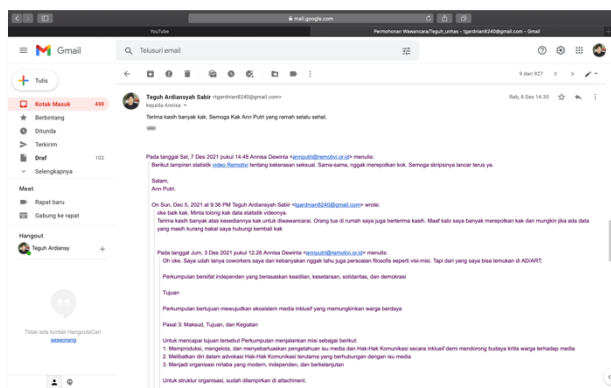 mail.google.com
YouTube
Permohonan Wawancara/Teguh_unhas - tgardnian8240@gmail.com - Gmail
Gmail
Telusuri email
Tulis
9 dari 927
Kotak Masuk 430
Berbintang
Ditunda
Terkirim
Draf 103
Selengkapnya
Meet
Rapat baru
Gabung ke rapat
Hangout
Teguh Ardiansy
Tidak ada kontak HangoutsCari
seseorang
Teguh Ardiansyah Sabir <tgardnian8240@gmail.com>
Rab, 8 Des 14.35
kepada Annisa
Terima kasih banyak kak. Semoga Kak Ann Putri yang ramah selalu sehat.
Pada tanggal Sel, 7 Des 2021 pukul 14.48 Annisa Dewinta <annputri@remotivi.or.id> menulis:
Berikut lampiran statistik video Remotivi tentang kekerasan seksual. Sama-sama, nggak merepotkan kok. Semoga skripsinya lancar terus ya.
Salam,
Ann Putri.
On Sun, Dec 5, 2021 at 9:36 PM Teguh Ardiansyah Sabir <tgardnian8240@gmail.com> wrote:
oke baik kak. Minta tolong kak data statistik videonya.
Terima kasih banyak atas kesediannya kak untuk diwawancarai. Orang tua di rumah saya juga berterima kasih. Maaf kalo saya banyak merepotkan kak dan mungkin jika ada data
yang masih kurang bakal saya hubungi kembali kak
Pada tanggal Jum, 3 Des 2021 pukul 12.26 Annisa Dewinta <annputri@remotivi.or.id> menulis:
Oh oke. Saya udah tanya coworkers saya dan kebanyakan nggak tahu juga persoalan filosofis seperti visi-misi. Tapi dari yang saya bisa temukan di AD/ART:
Perkumpulan bersifat independen yang berasaskan keadilan, kesetaraan, solidaritas, dan demokrasi
Tujuan
Perkumpulan bertujuan mewujudkan ekosistem media inklusif yang memungkinkan warga berdaya
Pasal 3: Maksud, Tujuan, dan Kegiatan
Untuk mencapai tujuan tersebut Perkumpulan menjalankan misi sebagai berikut:
1. Memproduksi, mengelola, dan menyebarluaskan pengetahuan isu media dan Hak-Hak Komunikasi secara inklusif demi mendorong budaya kritis warga terhadap media
2. Melibatkan diri dalam advokasi Hak-Hak Komunikasi terutama yang berhubungan dengan isu media
3. Menjadi organisasi nirlaba yang modern, independen, dan berkelanjutan
Untuk struktur organisasi, sudah dilampirkan di attachment.